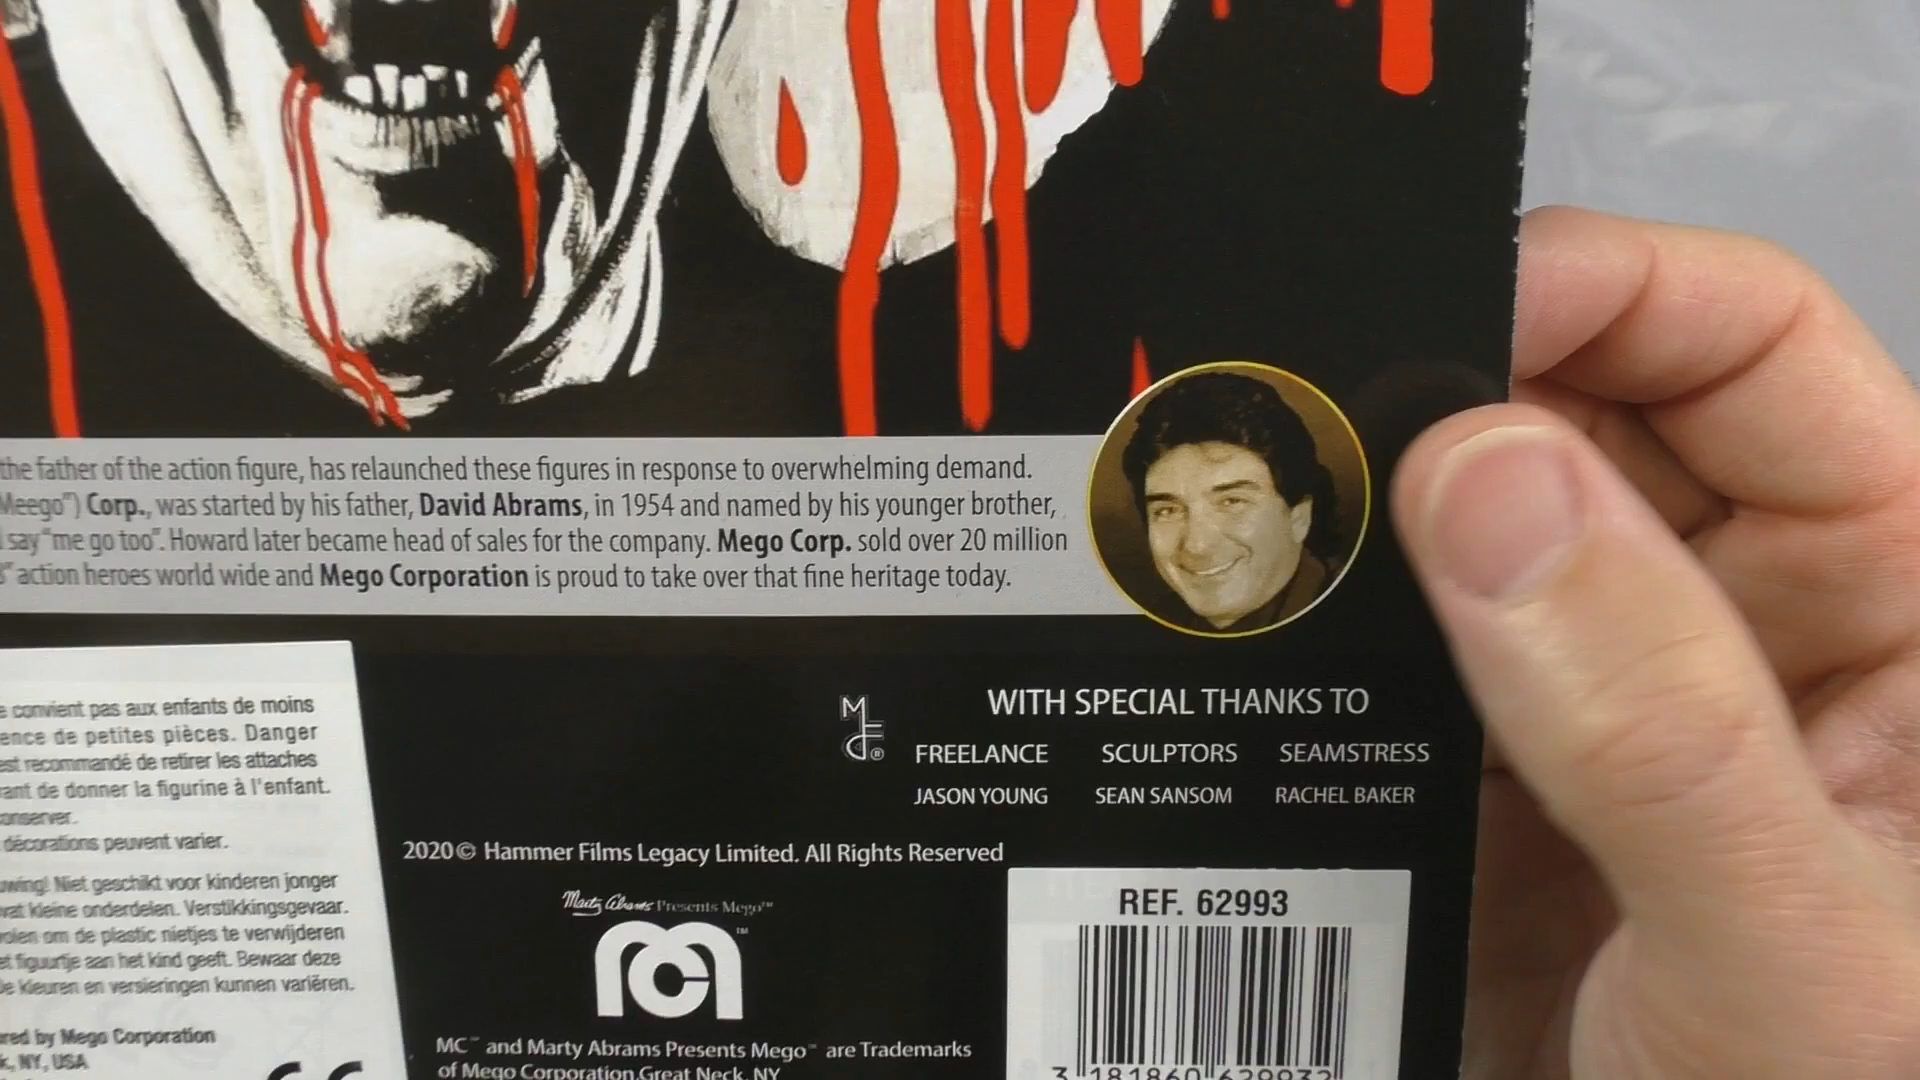 the father of the action figure, has relaunched these figures in response to overwhelming demand.
Meego") Corp., was started by his father, David Abrams, in 1954 and named by his younger brother,
say "me go too". Howard later became head of sales for the company. Mego Corp. sold over 20 million
action heroes world wide and Mego Corporation is proud to take over that fine heritage today.
convient pas aux enfants de moins
de petites pièces. Danger
est recommandé de retirer les attaches
de donner la figurine à l'enfant.
décorations peuvent varier.
Niet geschikt voor kinderen jonger
kleine onderdelen. Verstikkingsgevaar.
om de plastic nietjes te verwijderen
figuurtje aan het kind geeft. Bewaar deze
kleuren en versieringen kunnen variëren.
by Mego Corporation
NY, USA
CE
WITH SPECIAL THANKS TO
FREELANCE SCULPTORS SEAMSTRESS
JASON YOUNG SEAN SANSOM RACHEL BAKER
2020© Hammer Films Legacy Limited. All Rights Reserved
Marty Abrams Presents Mego™
MC™ and Marty Abrams Presents Mego™ are Trademarks
of Mego Corporation, Great Neck, NY
REF. 62993
3 181860 629932